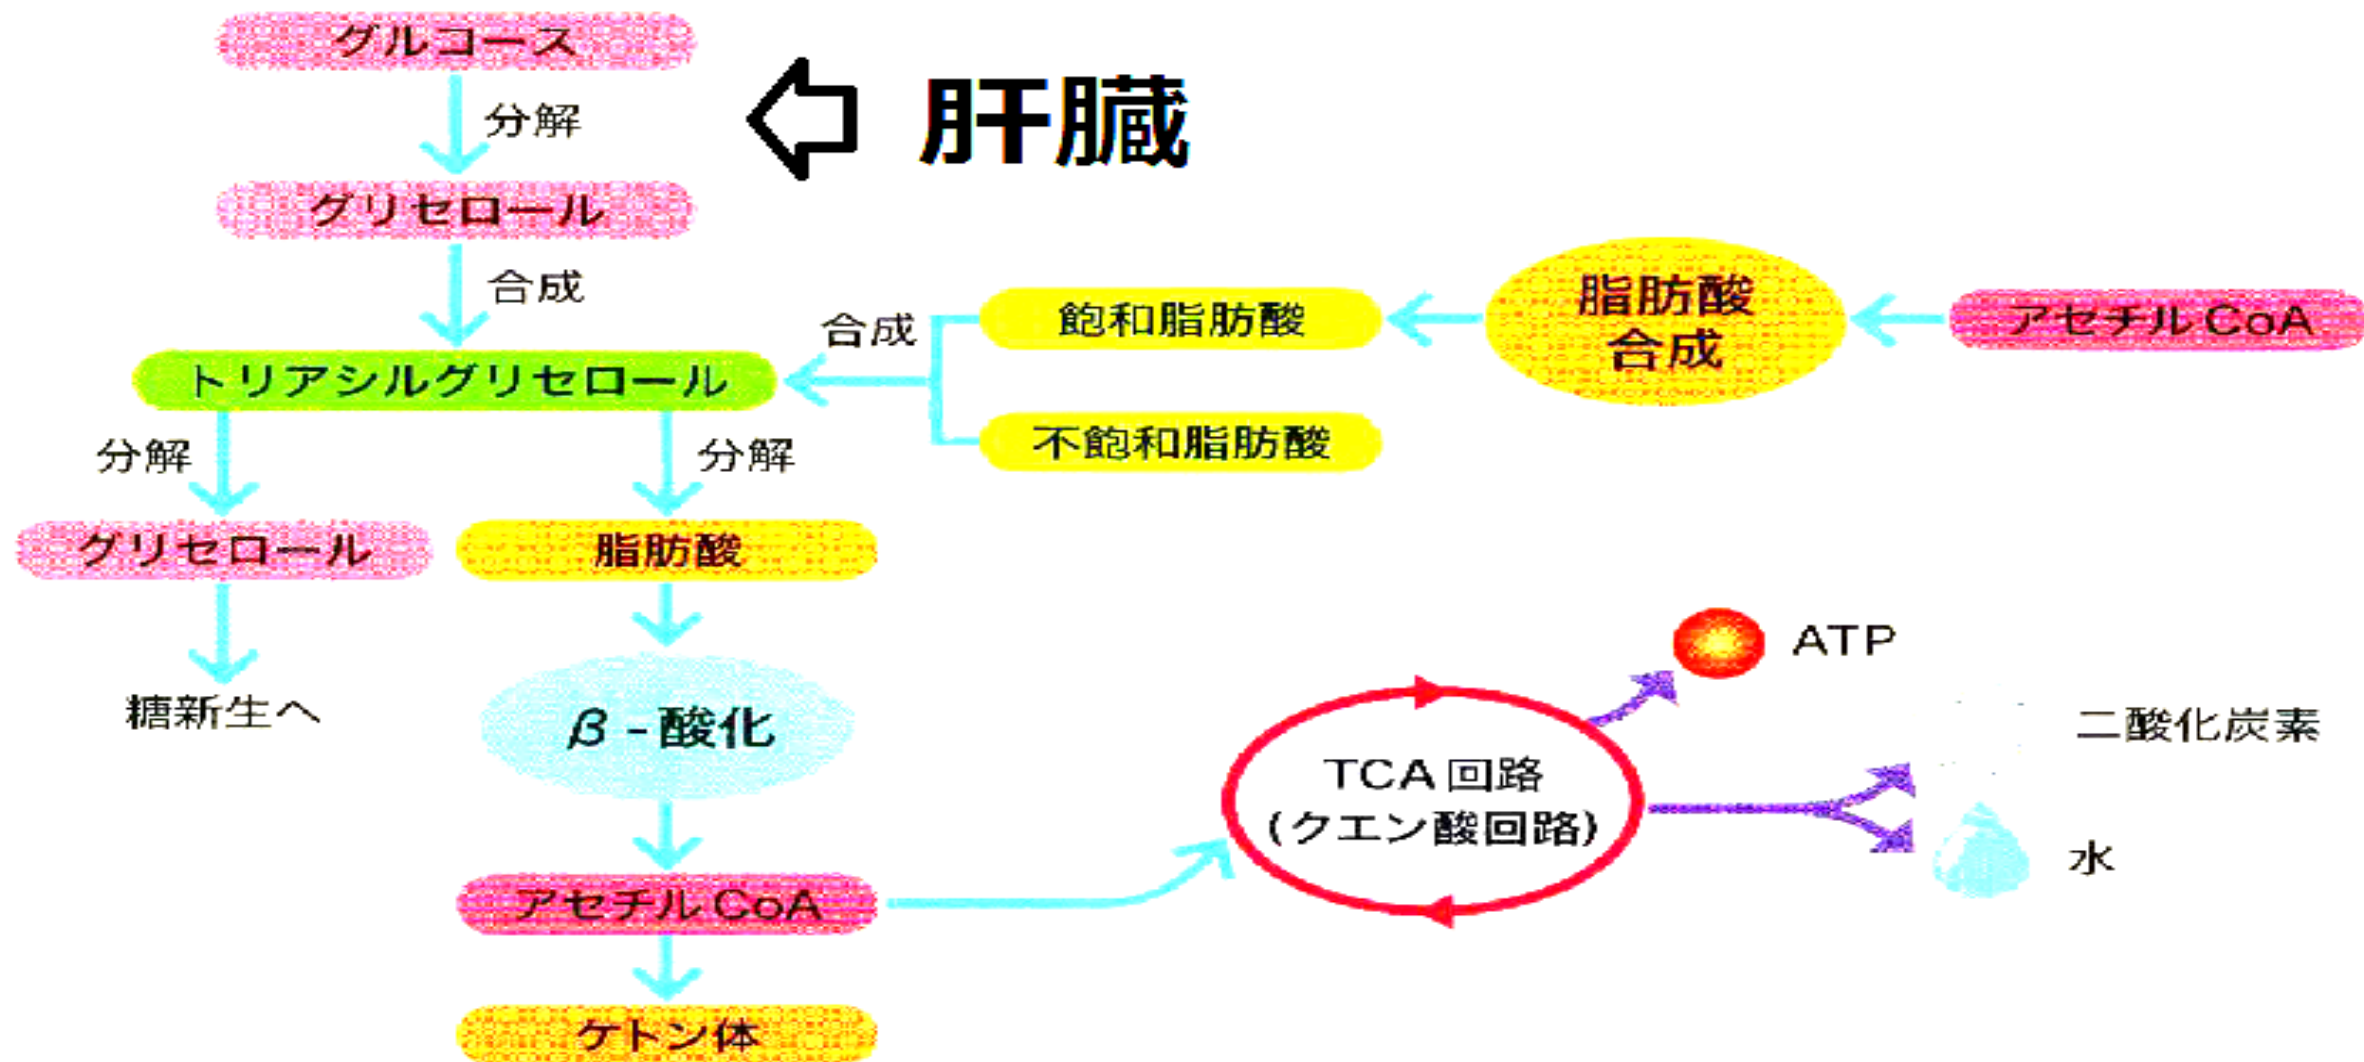 グルコース
分解
肝臓
グリセロール
合成
トリアシルグリセロール
合成
飽和脂肪酸
不飽和脂肪酸
脂肪酸
合成
アセチルCoA
分解
分解
グリセロール
脂肪酸
糖新生へ
β-酸化
アセチルCoA
ケトン体
TCA回路
(クエン酸回路)
ATP
二酸化炭素
水